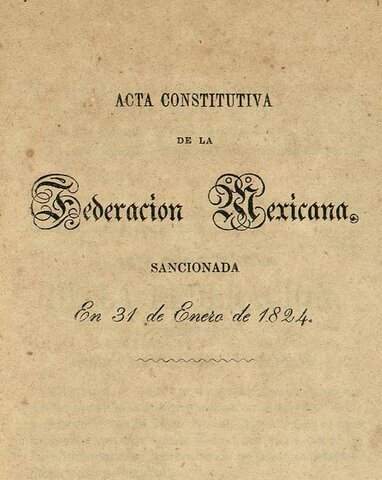 ACTA CONSTITUTIVA
DE LA
Federacion Mexicana.
SANCIONADA
En 31 de Enero de 1824.